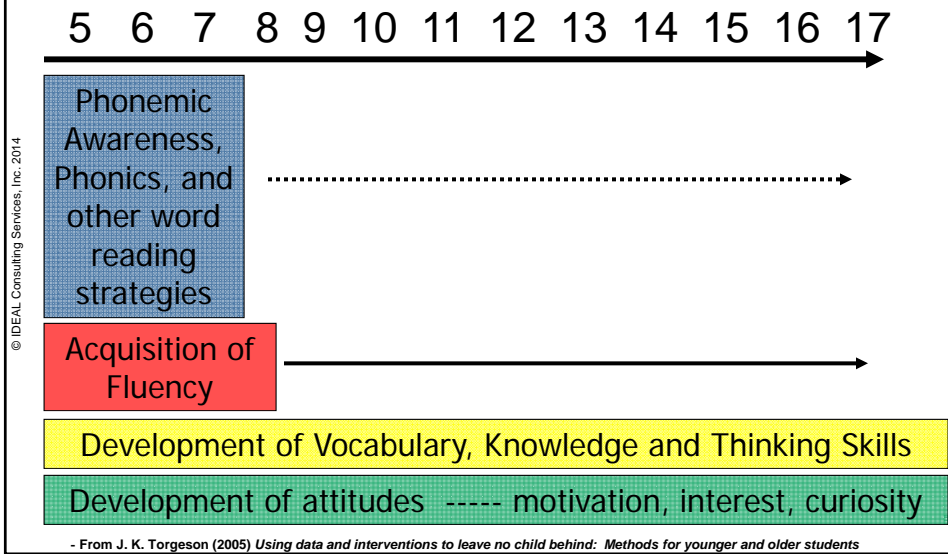 5 6 7 8 9 10 11 12 13 14 15 16 17
Phonemic
Awareness,
Phonics, and
other word
reading
strategies
Acquisition of
Fluency
Development of Vocabulary, Knowledge and Thinking Skills
Development of attitudes ----- motivation, interest, curiosity
- From J. K. Torgeson (2005) Using data and interventions to leave no child behind: Methods for younger and older students
© IDEAL Consulting Services, Inc. 2014